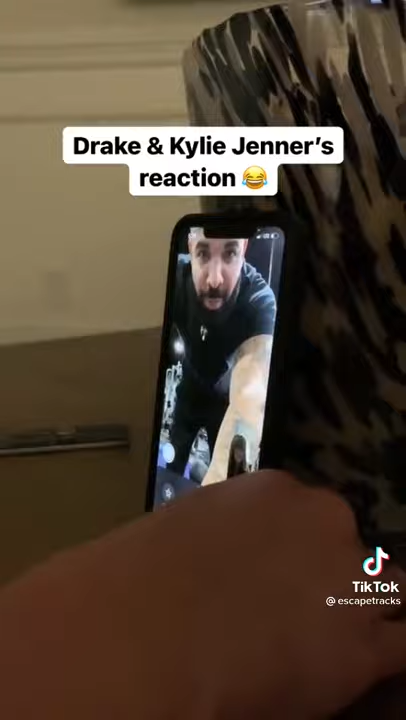 Drake & Kylie Jenner's
reaction 😂
TikTok
@ escapetracks